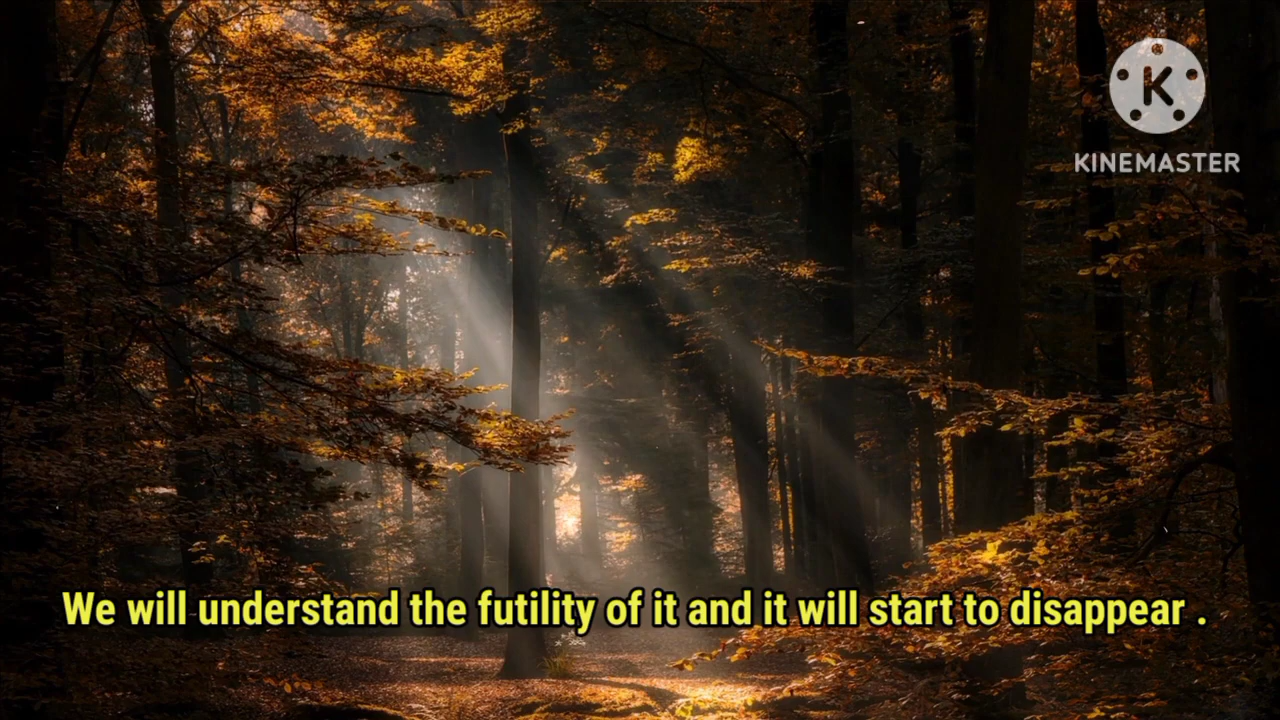 K
KINEMASTER
We will understand the futility of it and it will start to disappear .